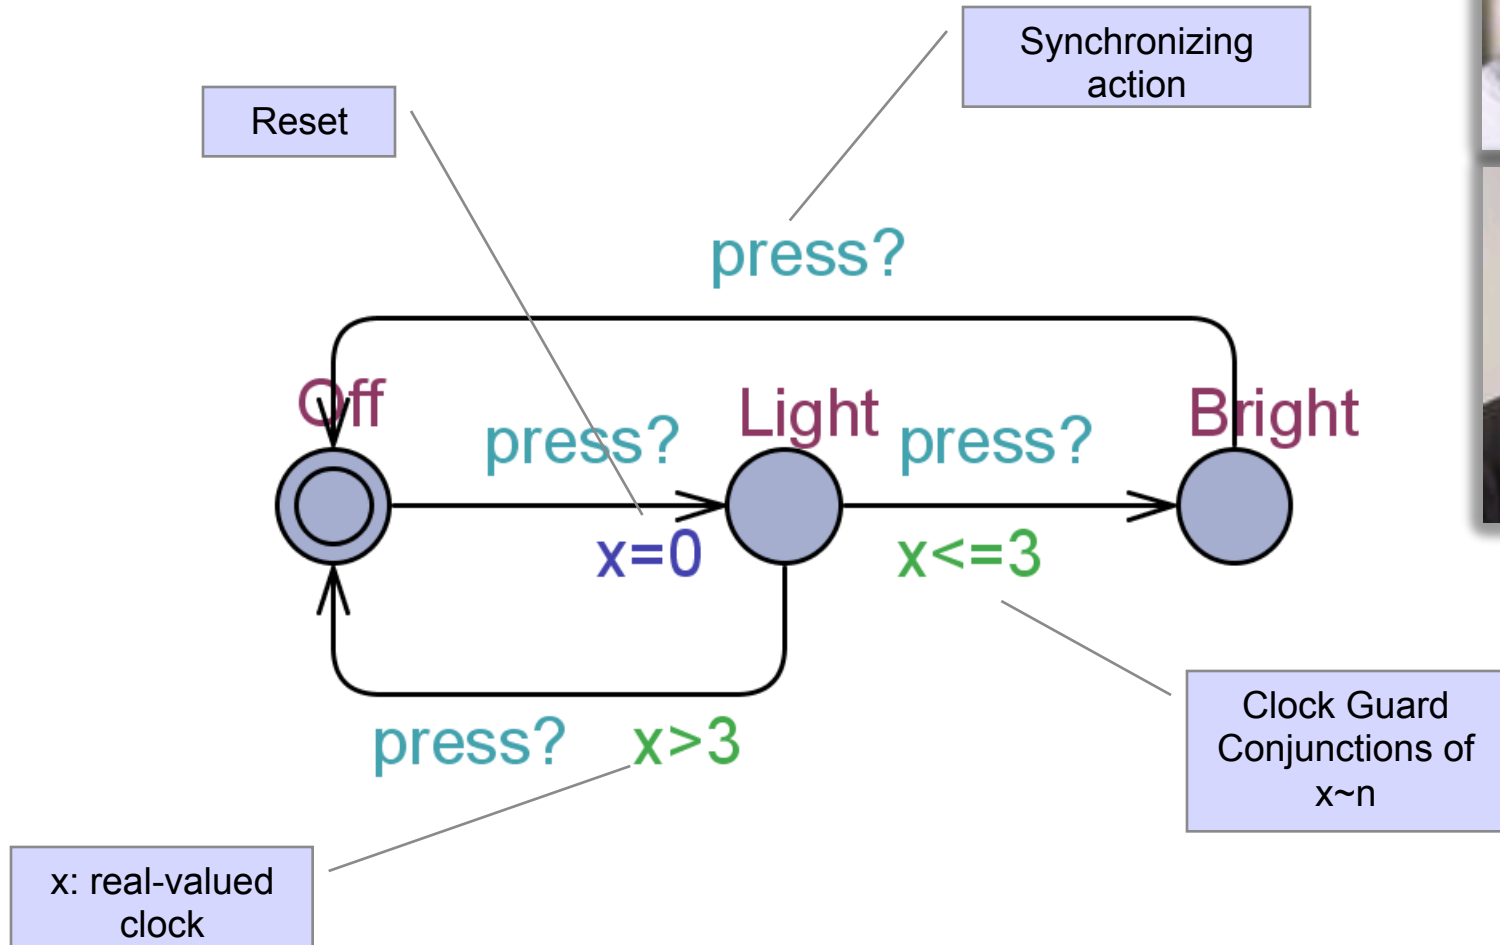 Synchronizing
action
Reset
press?
Off
press?
Light
press?
Bright
x=0
x<=3
press? x>3
Clock Guard
Conjunctions of
x~n
x: real-valued
clock